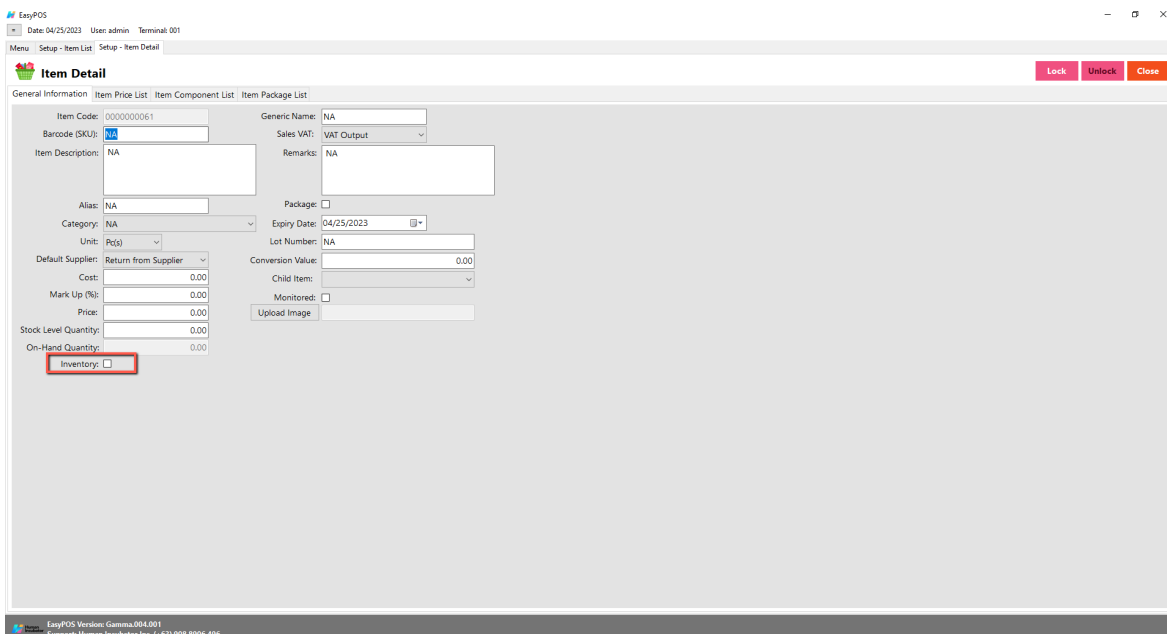 EasyPOS
Date: 04/25/2023 User: admin Terminal: 001
Menu Setup - Item List Setup - Item Detail
Item Detail Lock Unlock Close
General Information Item Price List Item Component List Item Package List
Item Code: 0000000061 Generic Name: NA
Barcode (SKU): NA Sales VAT: VAT Output
Item Description: NA Remarks: NA
Alias: NA Package:
Category: NA Expiry Date: 04/25/2023
Unit: Pc(s) Lot Number: NA
Default Supplier: Return from Supplier Conversion Value: 0.00
Cost: 0.00 Child Item:
Mark Up (%): 0.00 Monitored:
Price: 0.00 Upload Image
Stock Level Quantity: 0.00
On-Hand Quantity: 0.00
Inventory:
EasyPOS Version: Gamma.004.001
Support: Human Incubator Inc.